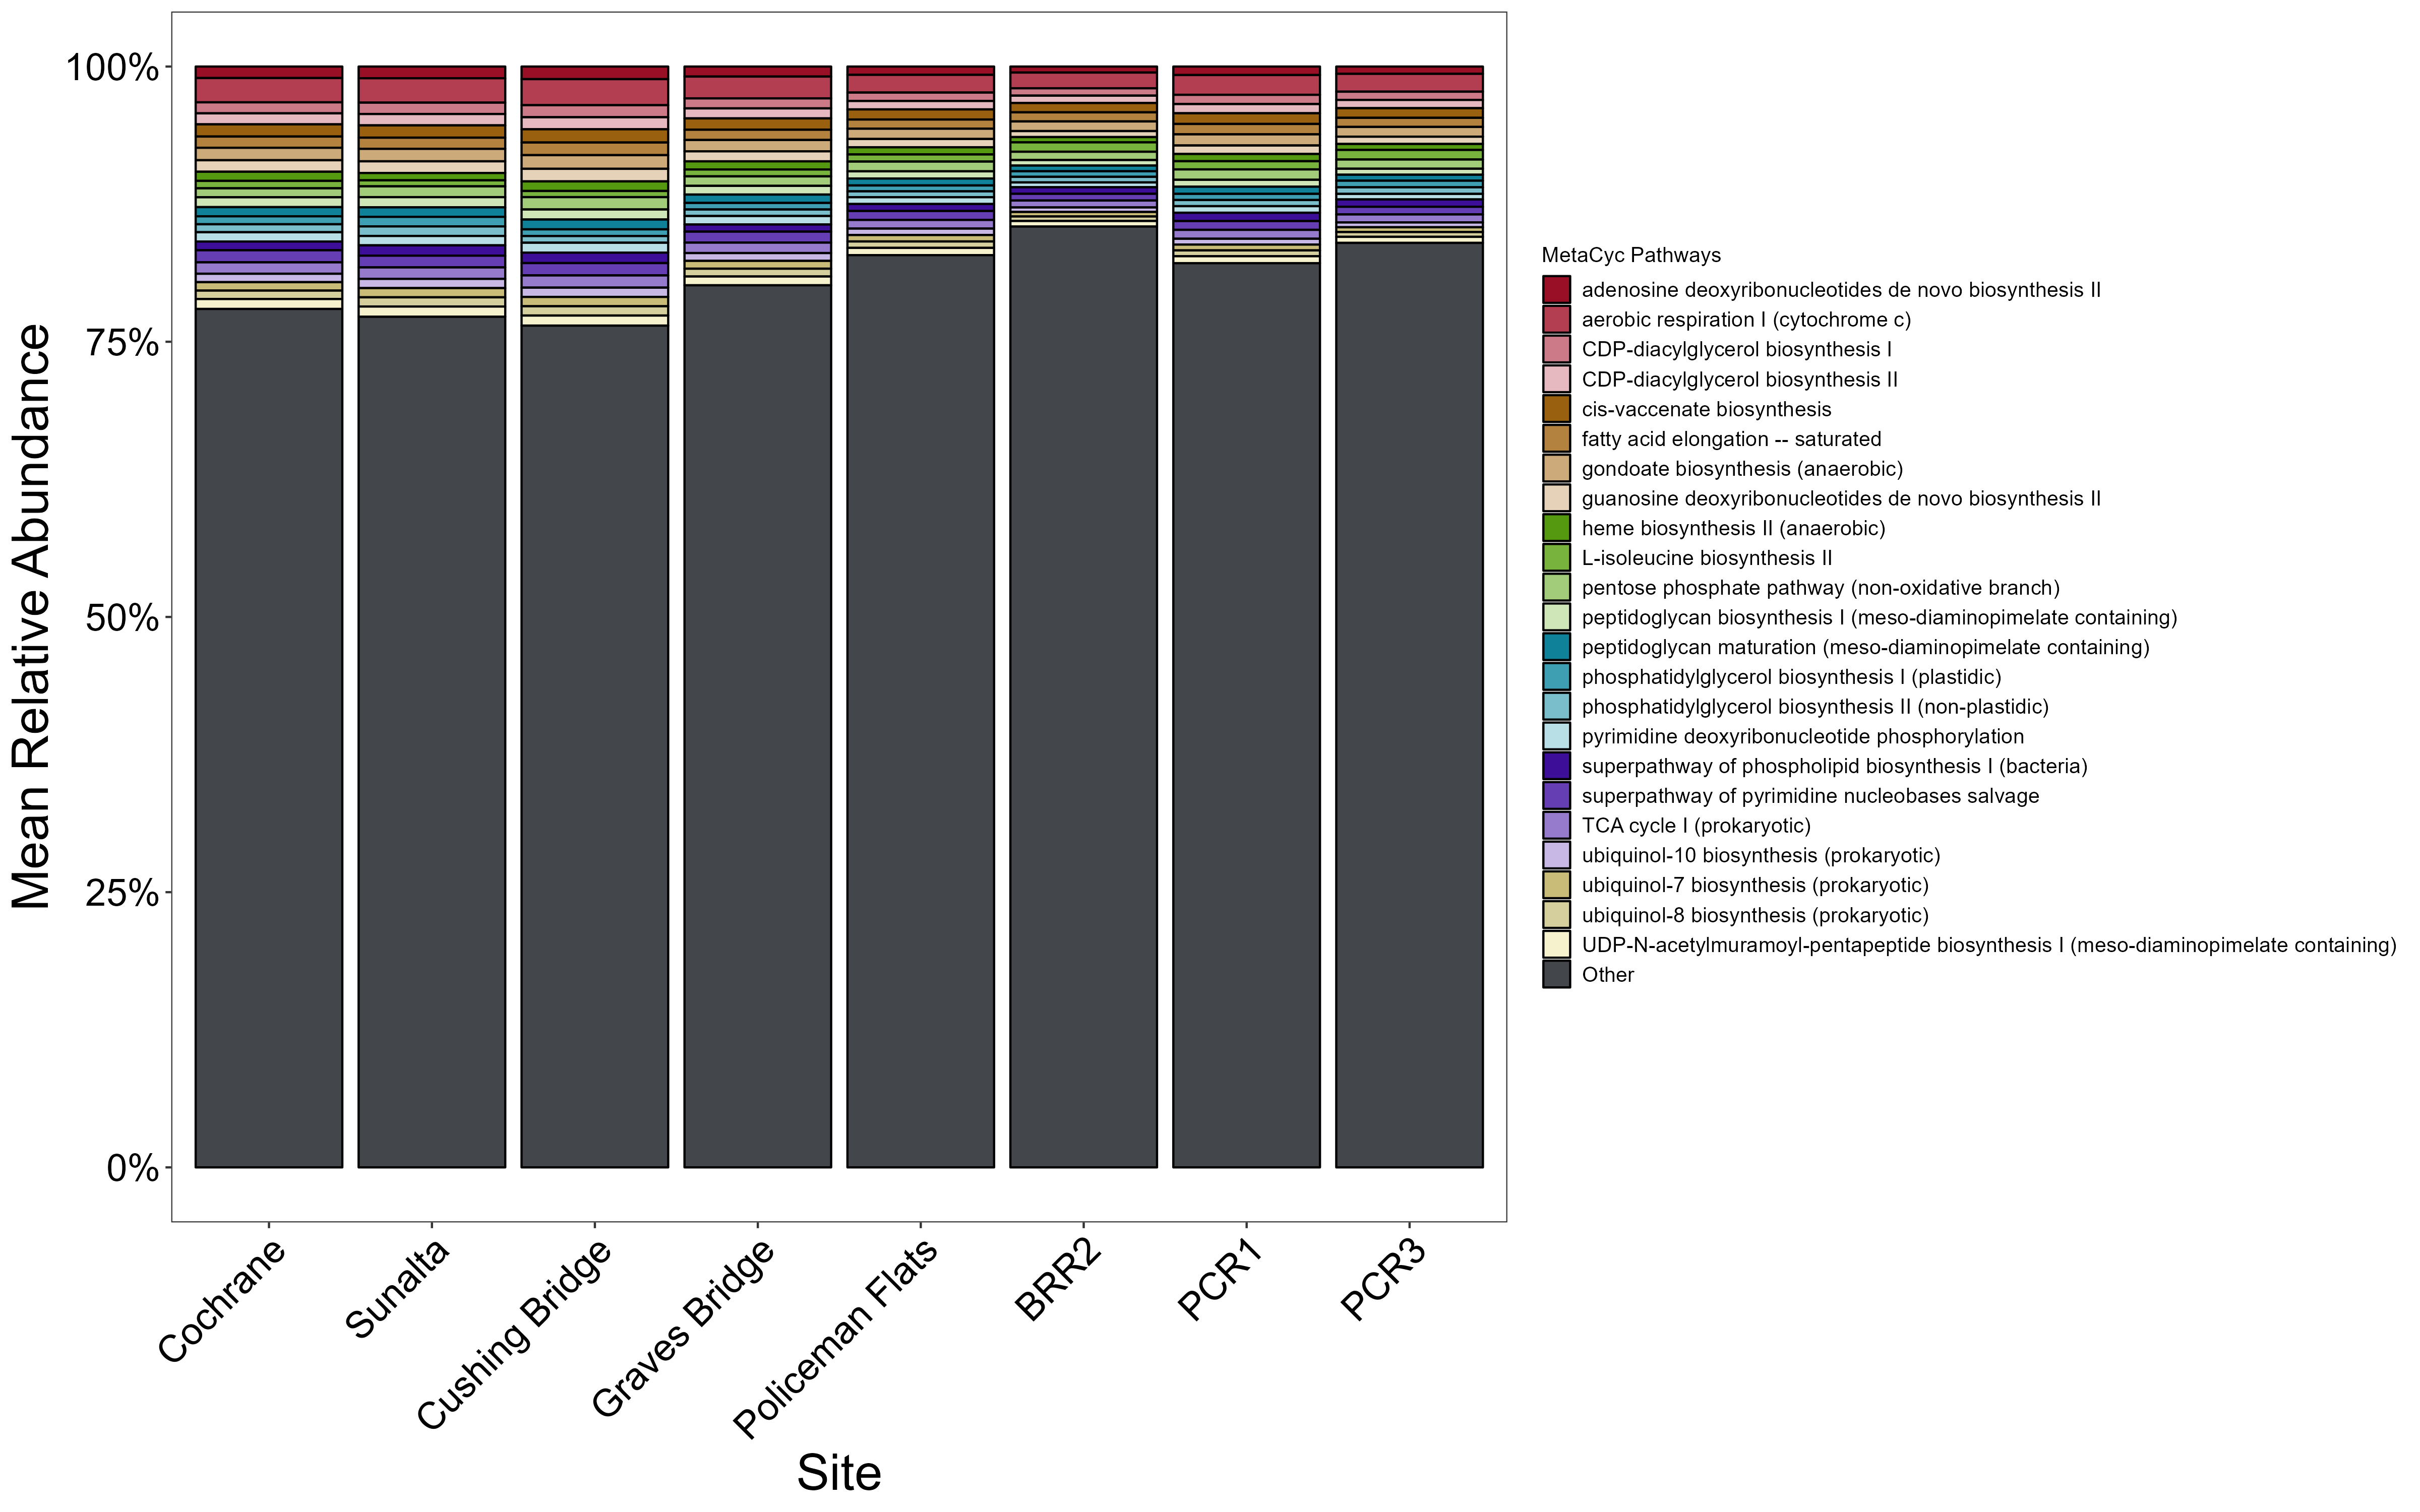 Mean Relative Abundance
100%
75%
50%
25%
0%
Cochrane
Sunalta
Cushing Bridge
Graves Bridge
Policeman Flats
BRR2
PCR1
PCR3
Site
MetaCyc Pathways
adenosine deoxyribonucleotides de novo biosynthesis II
aerobic respiration I (cytochrome c)
CDP-diacylglycerol biosynthesis I
CDP-diacylglycerol biosynthesis II
cis-vaccenate biosynthesis
fatty acid elongation -- saturated
gondoate biosynthesis (anaerobic)
guanosine deoxyribonucleotides de novo biosynthesis II
heme biosynthesis II (anaerobic)
L-isoleucine biosynthesis II
pentose phosphate pathway (non-oxidative branch)
peptidoglycan biosynthesis I (meso-diaminopimelate containing)
peptidoglycan maturation (meso-diaminopimelate containing)
phosphatidylglycerol biosynthesis I (plastidic)
phosphatidylglycerol biosynthesis II (non-plastidic)
pyrimidine deoxyribonucleotide phosphorylation
superpathway of phospholipid biosynthesis I (bacteria)
superpathway of pyrimidine nucleobases salvage
TCA cycle I (prokaryotic)
ubiquinol-10 biosynthesis (prokaryotic)
ubiquinol-7 biosynthesis (prokaryotic)
ubiquinol-8 biosynthesis (prokaryotic)
UDP-N-acetylmuramoyl-pentapeptide biosynthesis I (meso-diaminopimelate containing)
Other